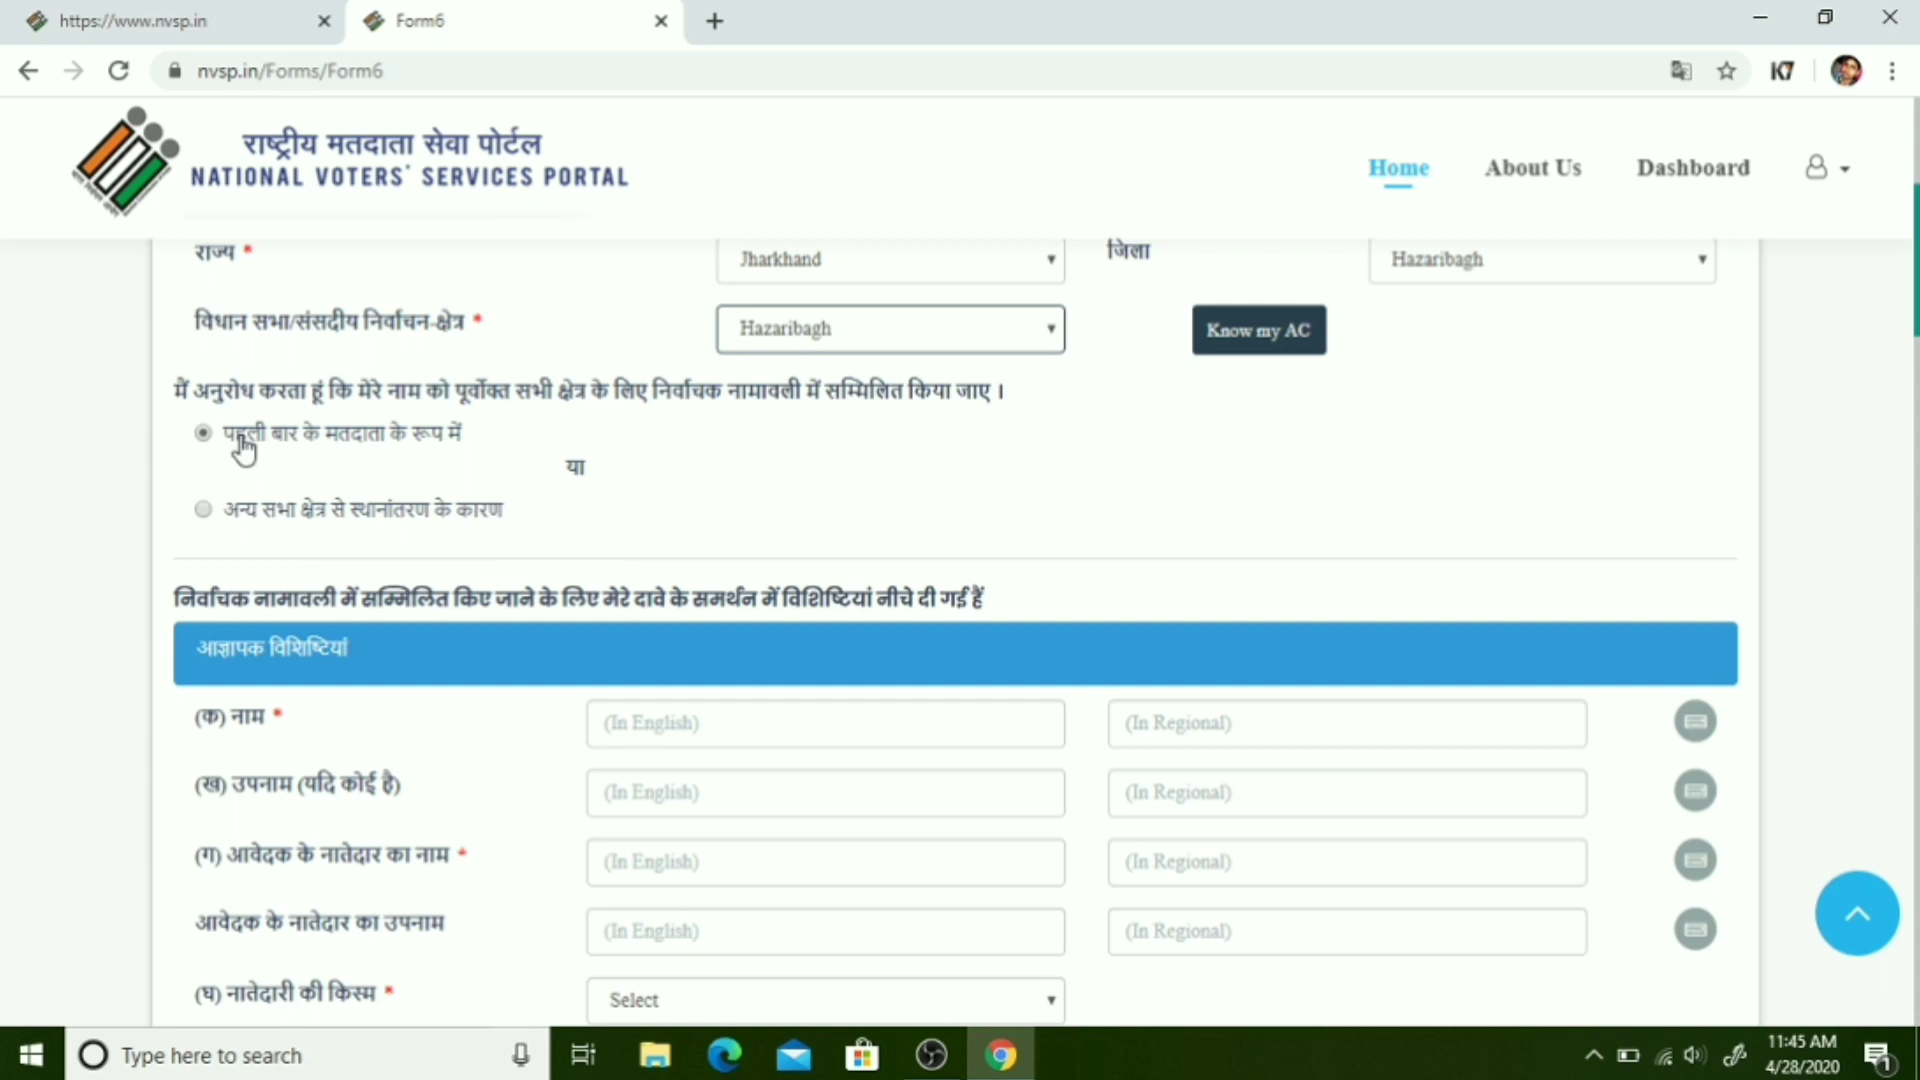 https://www.nvsp.in
Form6
nvsp.in/Forms/Form6
राष्ट्रीय मतदाता सेवा पोर्टल
NATIONAL VOTERS' SERVICES PORTAL
Home About Us Dashboard
राज्य * Jharkhand जिला Hazaribagh
विधान सभा/संसदीय निर्वाचन-क्षेत्र * Hazaribagh Know my AC
मैं अनुरोध करता हूं कि मेरे नाम को पूर्वोक्त सभी क्षेत्र के लिए निर्वाचक नामावली में सम्मिलित किया जाए ।
पहली बार के मतदाता के रूप में
या
अन्य सभा क्षेत्र से स्थानांतरण के कारण
निर्वाचक नामावली में सम्मिलित किए जाने के लिए मेरे दावे के समर्थन में विशिष्टियां नीचे दी गई हैं
आज्ञापक विशिष्टियां
(क) नाम * (In English) (In Regional)
(ख) उपनाम (यदि कोई है) (In English) (In Regional)
(ग) आवेदक के नातेदार का नाम * (In English) (In Regional)
आवेदक के नातेदार का उपनाम (In English) (In Regional)
(घ) नातेदारी की किस्म * Select
Type here to search
11:45 AM
4/28/2020
1